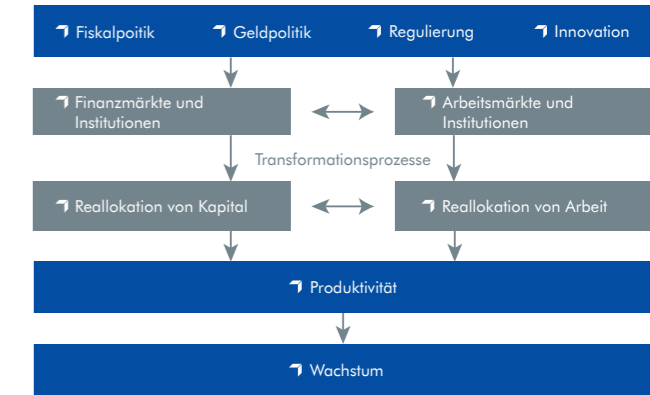 Fiskalpoitik Geldpolitik Regulierung Innovation
Finanzmärkte und
Institutionen
Arbeitsmärkte und
Institutionen
Transformationsprozesse
Reallokation von Kapital
Reallokation von Arbeit
Produktivität
Wachstum